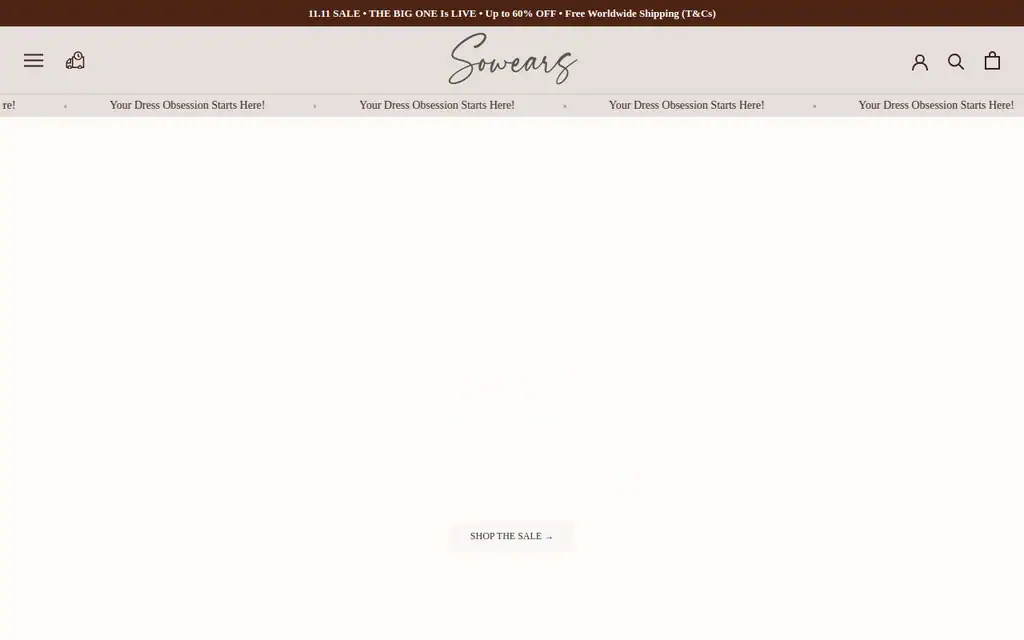 11.11 SALE • THE BIG ONE Is LIVE • Up to 60% OFF • Free Worldwide Shipping (T&Cs)
Sowears
re! • Your Dress Obsession Starts Here! • Your Dress Obsession Starts Here! • Your Dress Obsession Starts Here! • Your Dress Obsession Starts Here!
SHOP THE SALE →